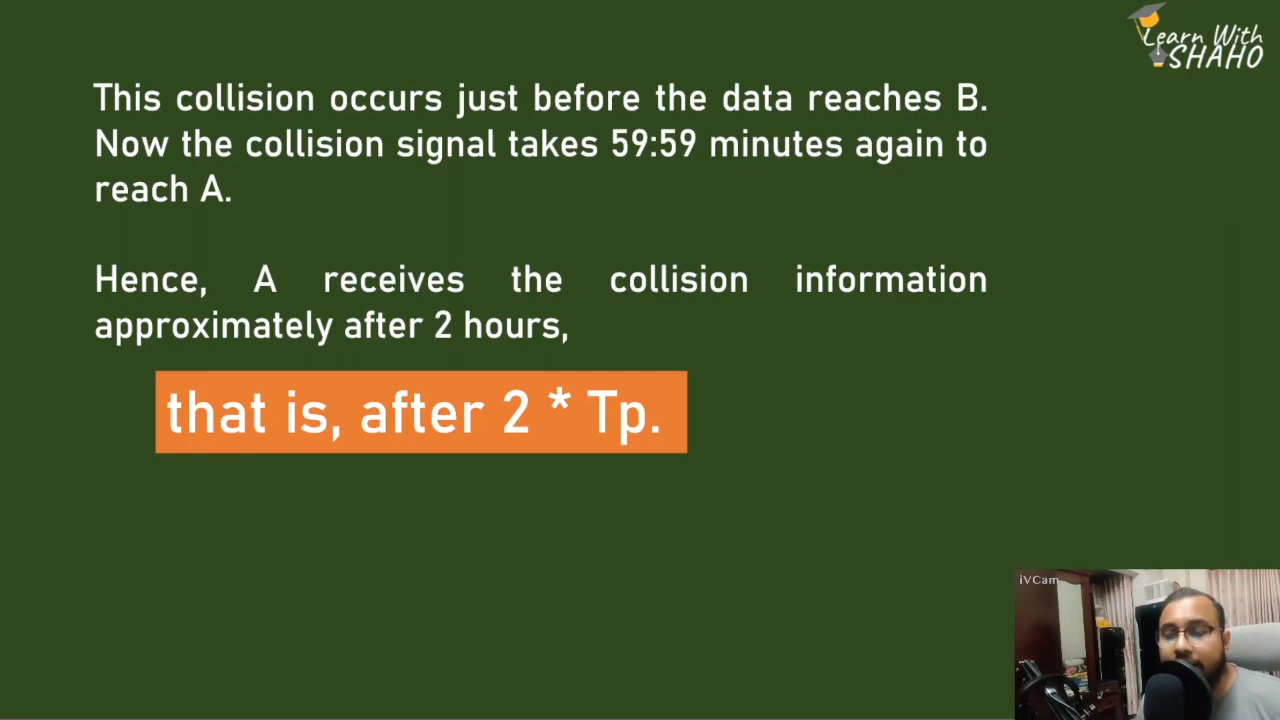 Learn With
SHAHO
This collision occurs just before the data reaches B.
Now the collision signal takes 59:59 minutes again to
reach A.
Hence, A receives the collision information
approximately after 2 hours,
that is, after 2 * Tp.
iVCam